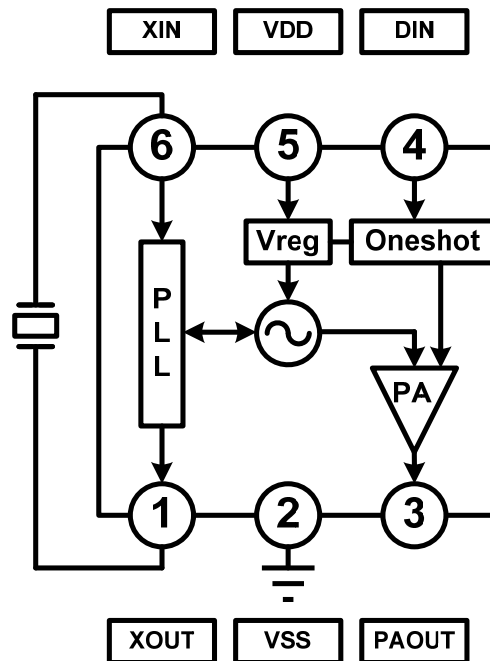 XIN VDD DIN
6 5 4
Vreg Oneshot
P
L
L
PA
1 2 3
XOUT VSS PAOUT